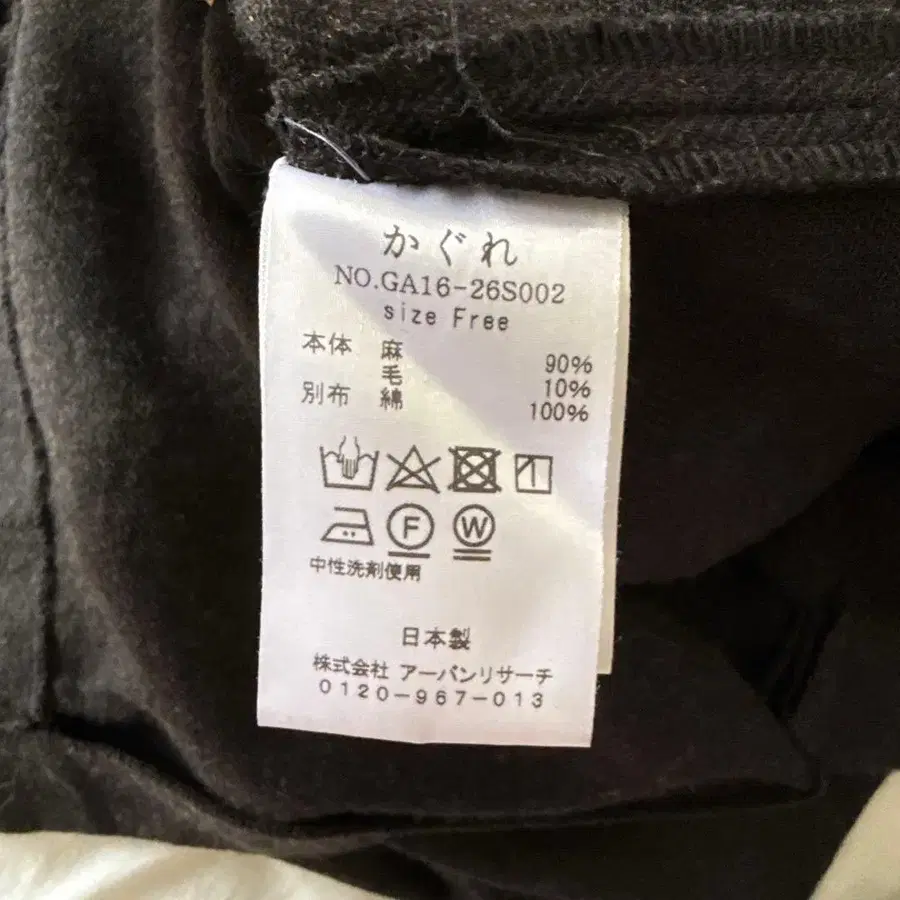 かぐれ
NO.GA16-26S002
size Free
本体 麻 90%
毛 10%
別布 綿 100%
F W
中性洗剤使用
日本製
株式会社 アーバンリサーチ
0120-967-013